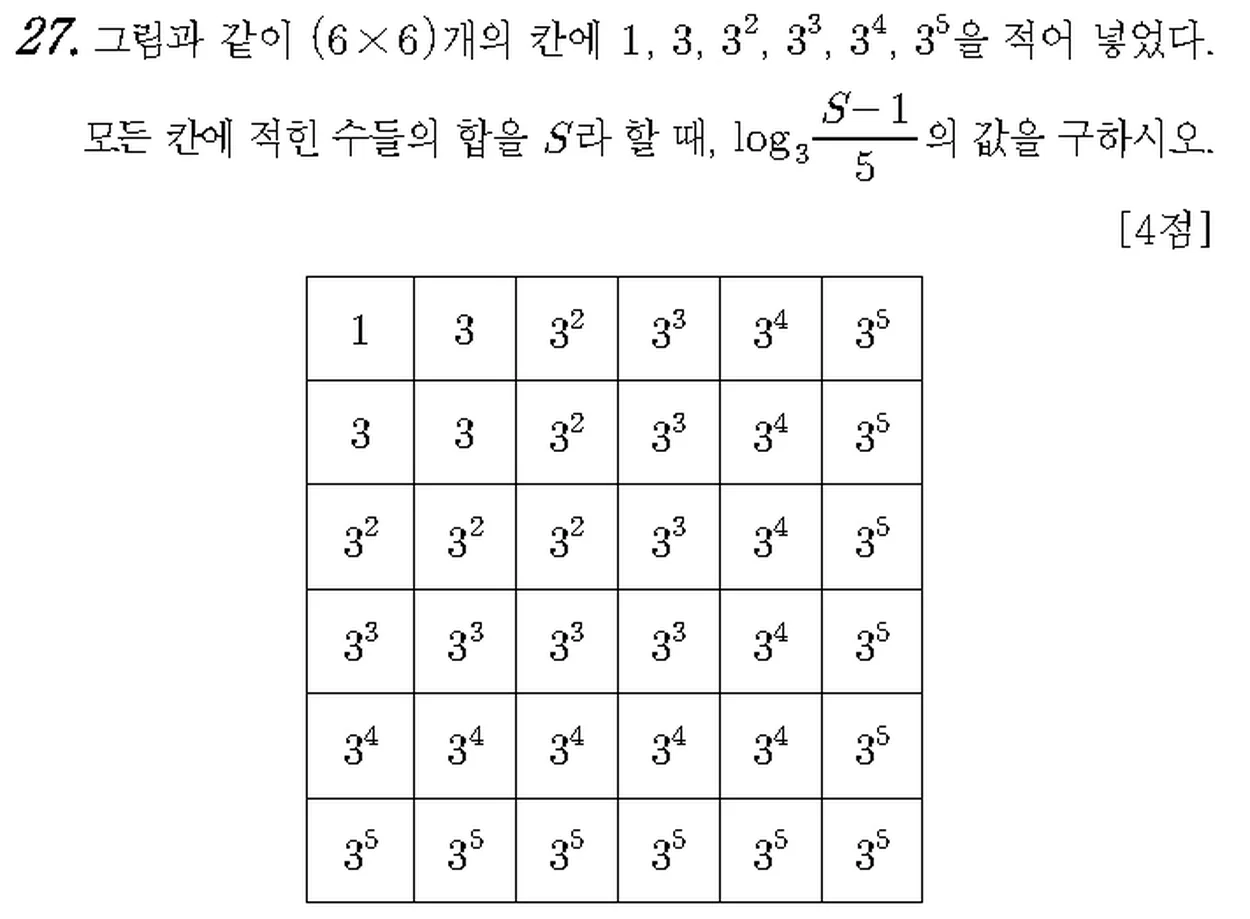 27. 그림과 같이 (6×6)개의 칸에 1, 3, 3², 3³, 3⁴, 3⁵을 적어 넣었다.
모든 칸에 적힌 수들의 합을 S라 할 때, log₃ (S−1)/5 의 값을 구하시오.
[4점]
1 3 3² 3³ 3⁴ 3⁵
3 3 3² 3³ 3⁴ 3⁵
3² 3² 3² 3³ 3⁴ 3⁵
3³ 3³ 3³ 3³ 3⁴ 3⁵
3⁴ 3⁴ 3⁴ 3⁴ 3⁴ 3⁵
3⁵ 3⁵ 3⁵ 3⁵ 3⁵ 3⁵